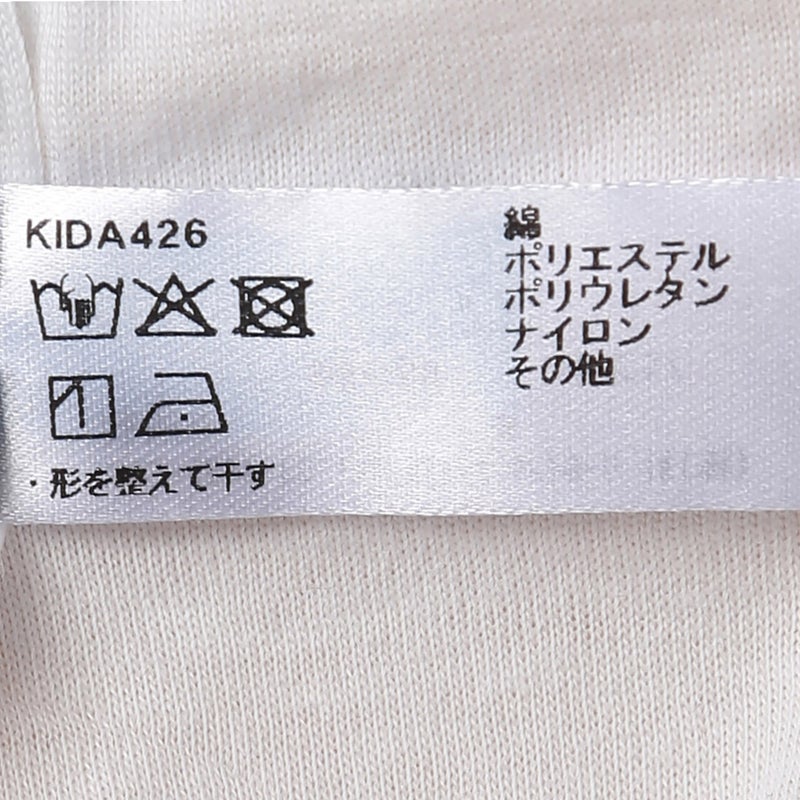 KIDA426
・形を整えて干す
綿
ポリエステル
ポリウレタン
ナイロン
その他